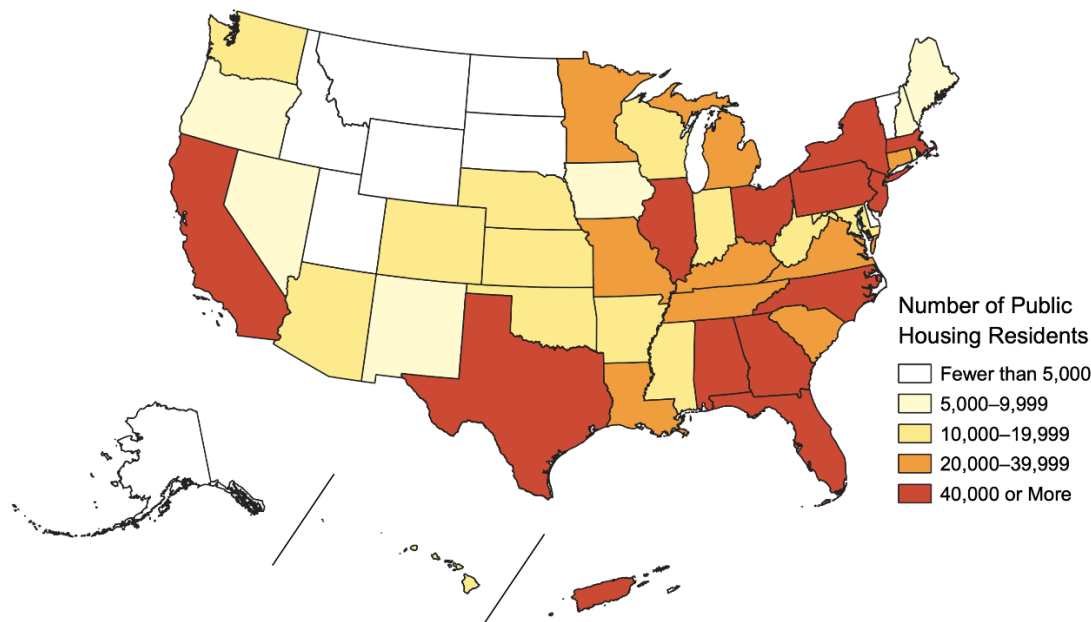 Number of Public
Housing Residents
Fewer than 5,000
5,000–9,999
10,000–19,999
20,000–39,999
40,000 or More